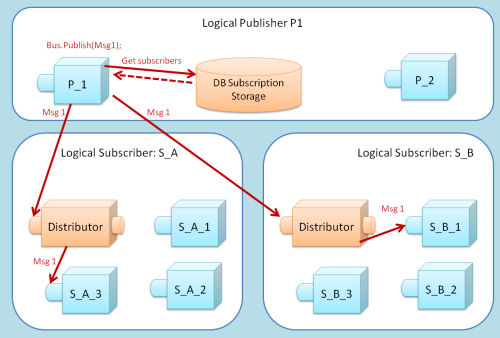 Logical Publisher P1
Bus.Publish(Msg1);
Get subscribers
P_1
DB Subscription
Storage
P_2
Msg 1
Msg 1
Logical Subscriber: S_A
Logical Subscriber: S_B
Distributor
S_A_1
Distributor
Msg 1
S_B_1
Msg 1
S_A_3
S_A_2
S_B_3
S_B_2